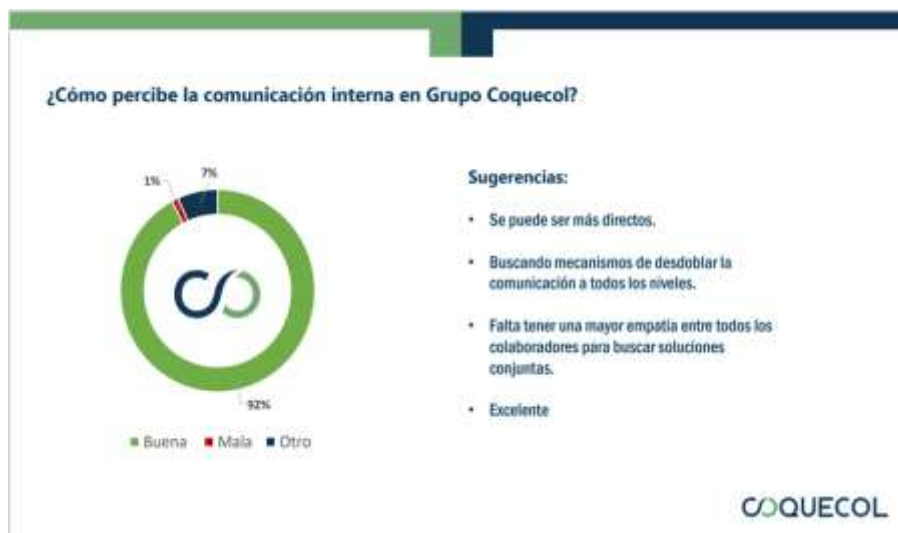 ¿Cómo percibe la comunicación interna en Grupo Coquecol?
1%
7%
92%
Buena Mala Otro
Sugerencias:
• Se puede ser más directos.
• Buscando mecanismos de desdoblar la
comunicación a todos los niveles.
• Falta tener una mayor empatía entre todos los
colaboradores para buscar soluciones
conjuntas.
• Excelente
COQUECOL